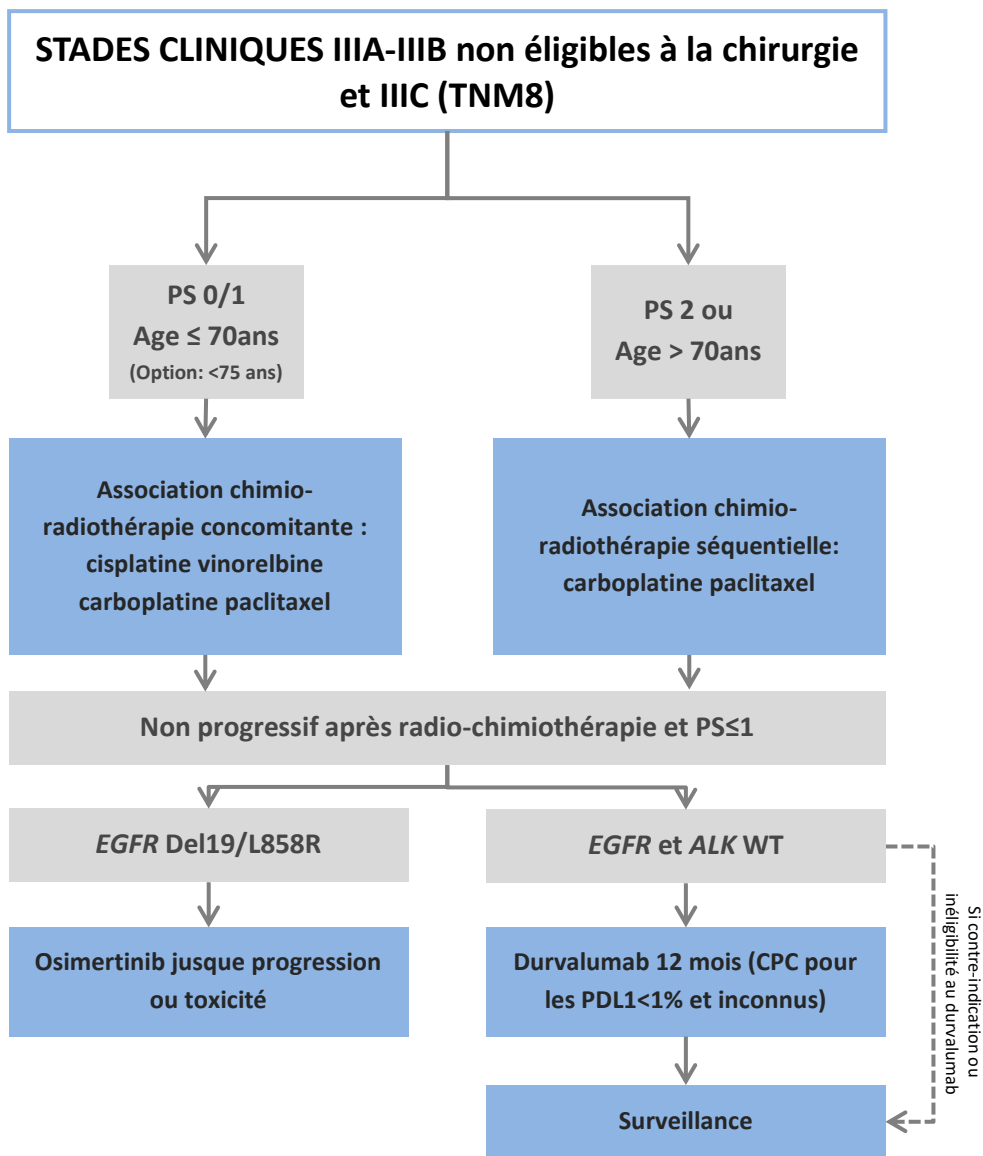 STADES CLINIQUES IIIA-IIIB non éligibles à la chirurgie
et IIIC (TNM8)
PS 0/1
Age ≤ 70ans
(Option: <75 ans)
PS 2 ou
Age > 70ans
Association chimio-
radiothérapie concomitante :
cisplatine vinorelbine
carboplatine paclitaxel
Association chimio-
radiothérapie séquentielle:
carboplatine paclitaxel
Non progressif après radio-chimiothérapie et PS≤1
EGFR Del19/L858R
EGFR et ALK WT
Osimertinib jusque progression
ou toxicité
Durvalumab 12 mois (CPC pour
les PDL1<1% et inconnus)
Si contre-indication ou
inéligibilité au durvalumab
Surveillance